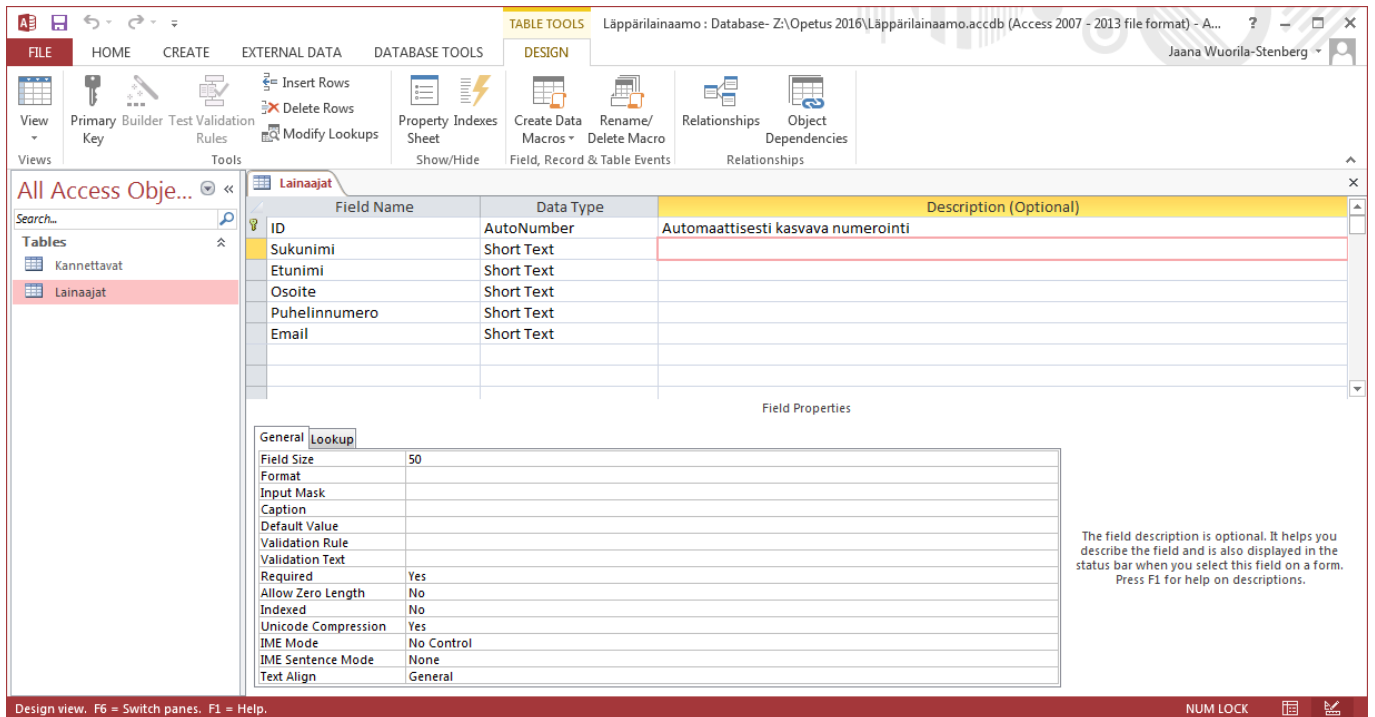 TABLE TOOLS Läppärilainaamo : Database- Z:\Opetus 2016\Läppärilainaamo.accdb (Access 2007 - 2013 file format) - A...
FILE HOME CREATE EXTERNAL DATA DATABASE TOOLS DESIGN Jaana Wuorila-Stenberg
View
Primary Key
Builder
Test Validation Rules
Insert Rows
Delete Rows
Modify Lookups
Property Sheet
Indexes
Create Data Macros
Rename/ Delete Macro
Relationships
Object Dependencies
Views Tools Show/Hide Field, Record & Table Events Relationships
All Access Obje... «
Search...
Tables
Kannettavat
Lainaajat
Lainaajat
Field Name Data Type Description (Optional)
ID AutoNumber Automaattisesti kasvava numerointi
Sukunimi Short Text
Etunimi Short Text
Osoite Short Text
Puhelinnumero Short Text
Email Short Text
Field Properties
General Lookup
Field Size 50
Format
Input Mask
Caption
Default Value
Validation Rule
Validation Text
Required Yes
Allow Zero Length No
Indexed No
Unicode Compression Yes
IME Mode No Control
IME Sentence Mode None
Text Align General
The field description is optional. It helps you
describe the field and is also displayed in the
status bar when you select this field on a form.
Press F1 for help on descriptions.
Design view. F6 = Switch panes. F1 = Help. NUM LOCK